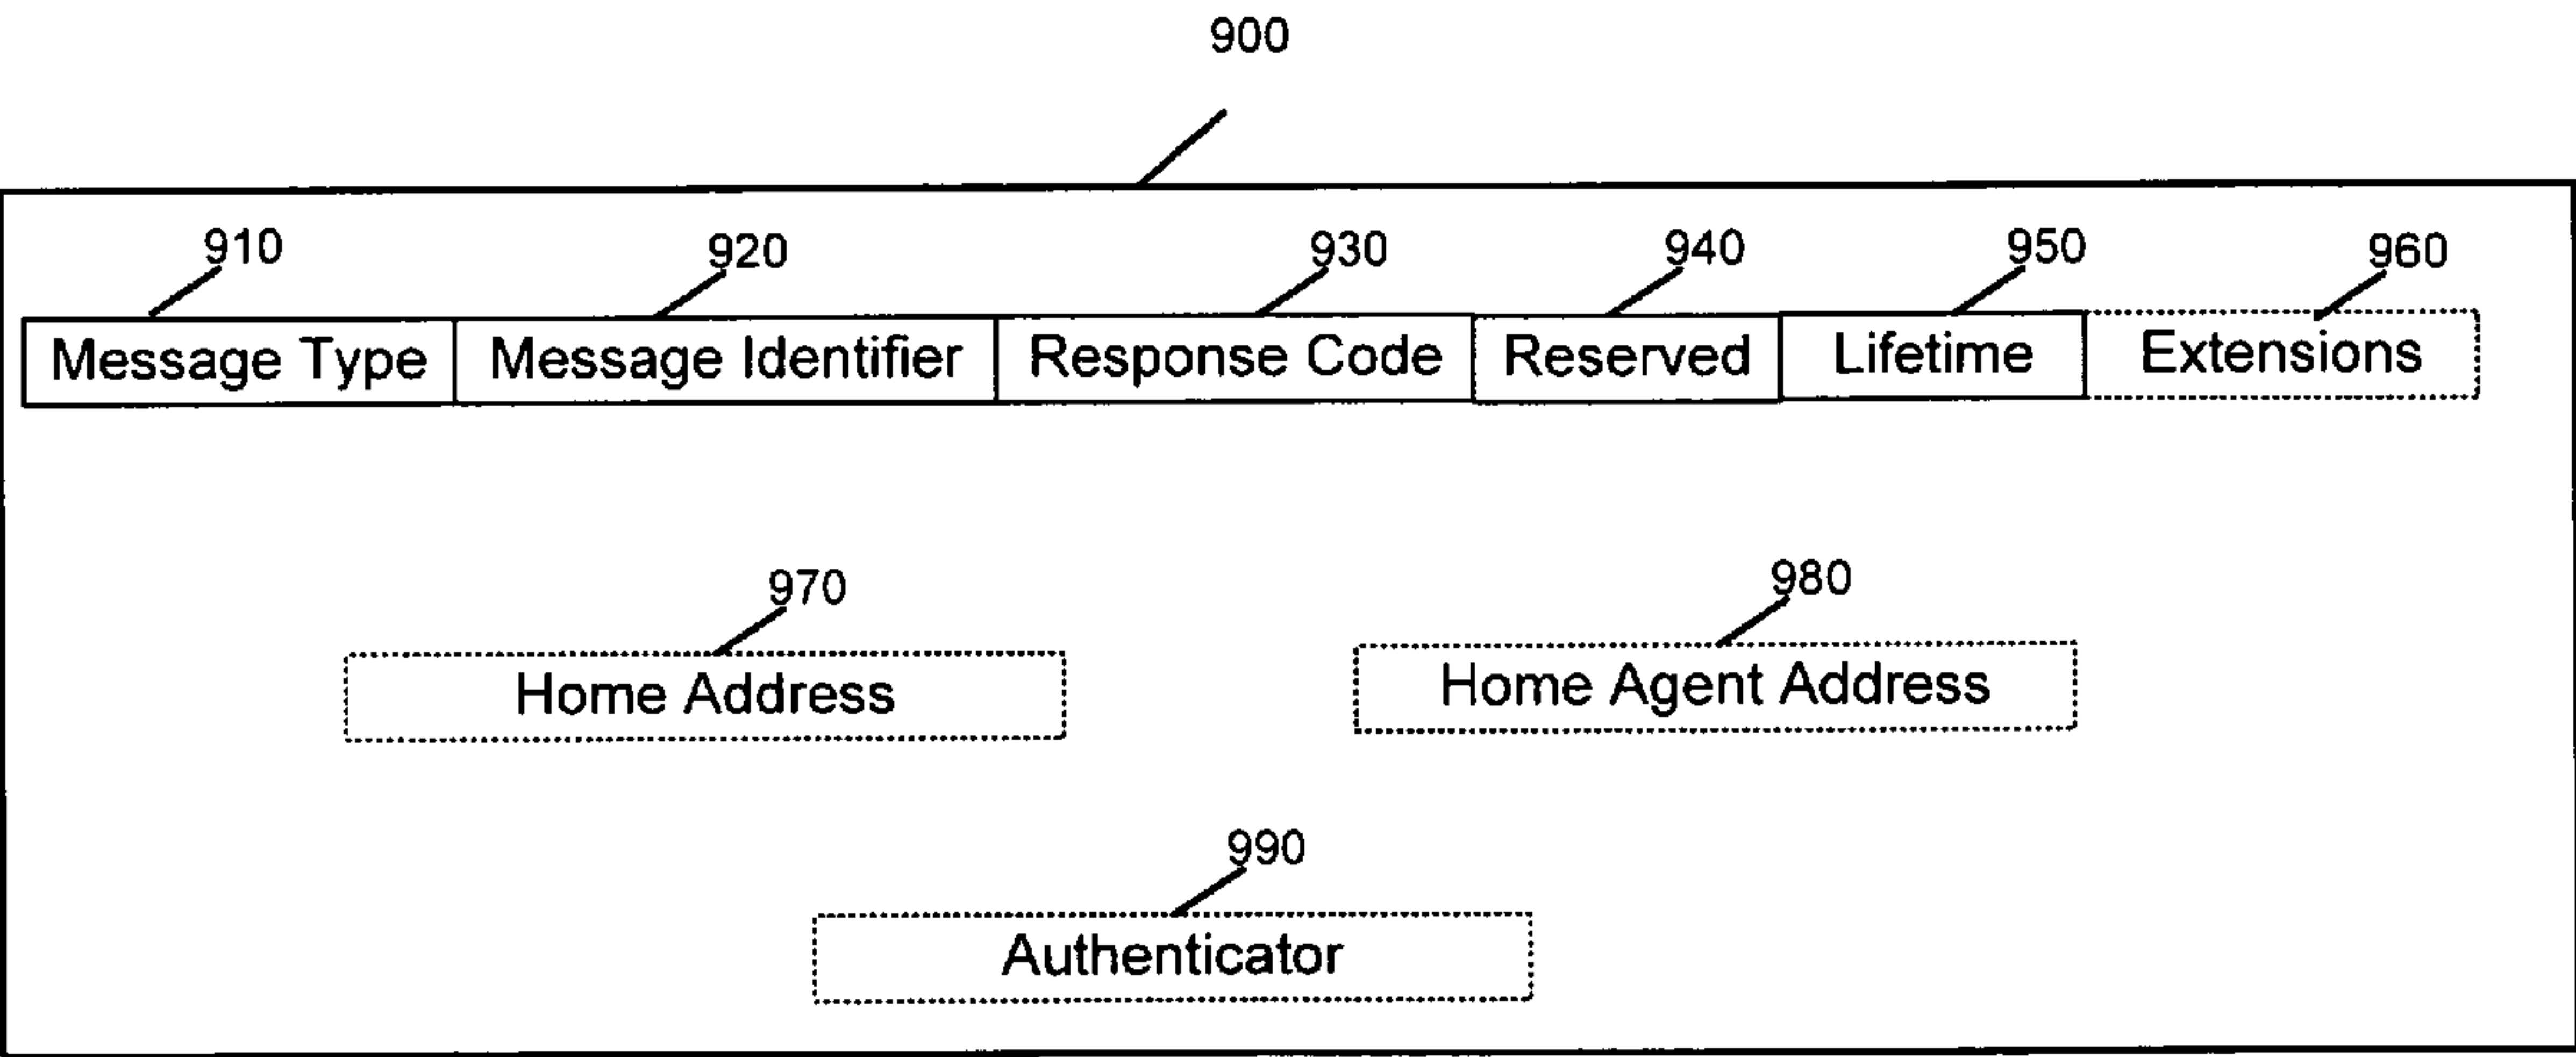 900
910 920 930 940 950 960
Message Type Message Identifier Response Code Reserved Lifetime Extensions
970 980
Home Address Home Agent Address
990
Authenticator